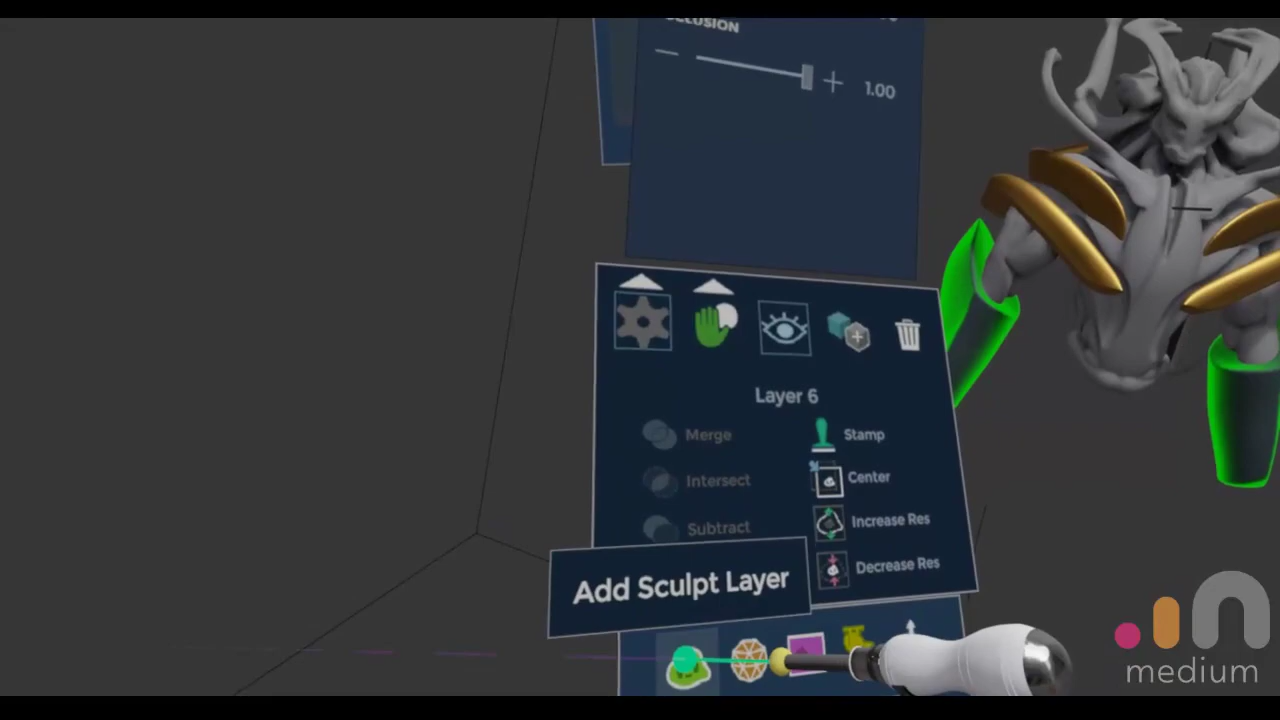 1.00
Layer 6
Merge
Stamp
Intersect
Center
Subtract
Increase Res
Decrease Res
Add Sculpt Layer
medium